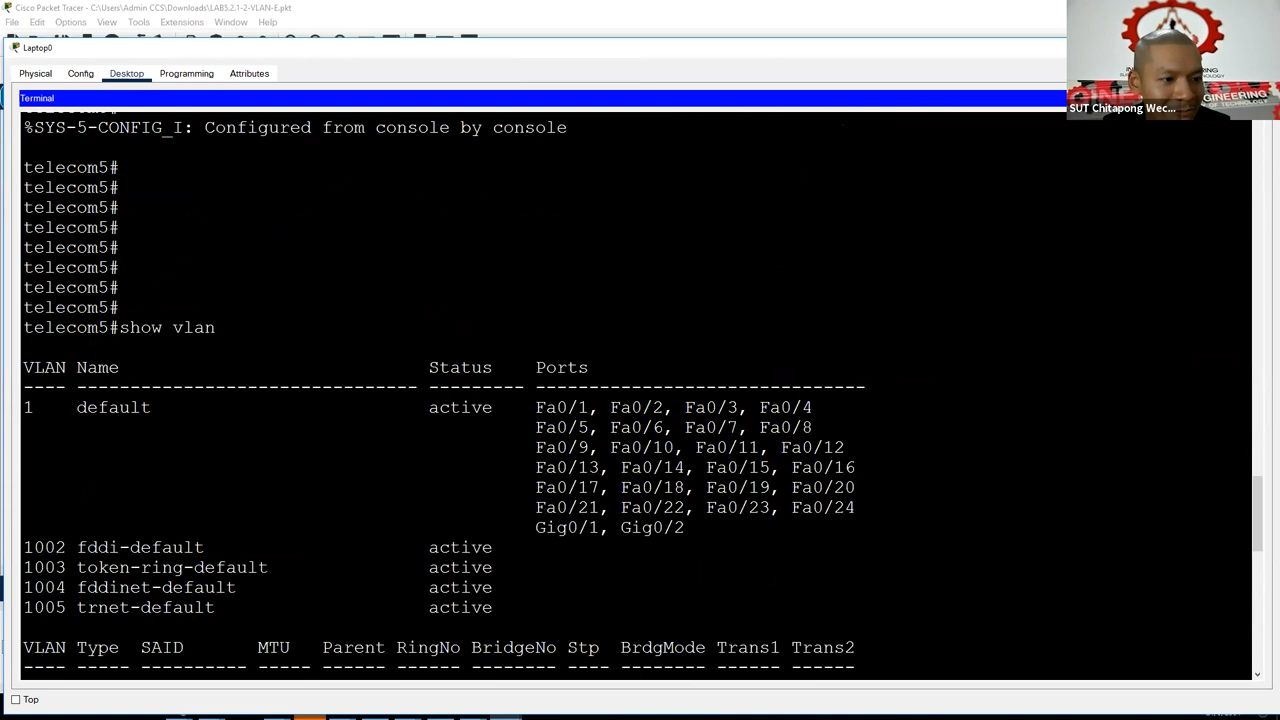 Cisco Packet Tracer - C:\Users\Admin CCS\Downloads\LAB5.2.1-2-VLAN-E.pkt
File Edit Options View Tools Extensions Window Help
Laptop0
Physical Config Desktop Programming Attributes
Terminal
%SYS-5-CONFIG_I: Configured from console by console
telecom5#
telecom5#
telecom5#
telecom5#
telecom5#
telecom5#
telecom5#
telecom5#
telecom5#show vlan
VLAN Name Status Ports
---- -------------------------------- --------- -------------------------------
1 default active Fa0/1, Fa0/2, Fa0/3, Fa0/4
Fa0/5, Fa0/6, Fa0/7, Fa0/8
Fa0/9, Fa0/10, Fa0/11, Fa0/12
Fa0/13, Fa0/14, Fa0/15, Fa0/16
Fa0/17, Fa0/18, Fa0/19, Fa0/20
Fa0/21, Fa0/22, Fa0/23, Fa0/24
Gig0/1, Gig0/2
1002 fddi-default active
1003 token-ring-default active
1004 fddinet-default active
1005 trnet-default active
VLAN Type SAID MTU Parent RingNo BridgeNo Stp BrdgMode Trans1 Trans2
---- ----- ---------- ----- ------ ------ -------- ---- -------- ------ ------
Top
SUT Chitapong Wec...